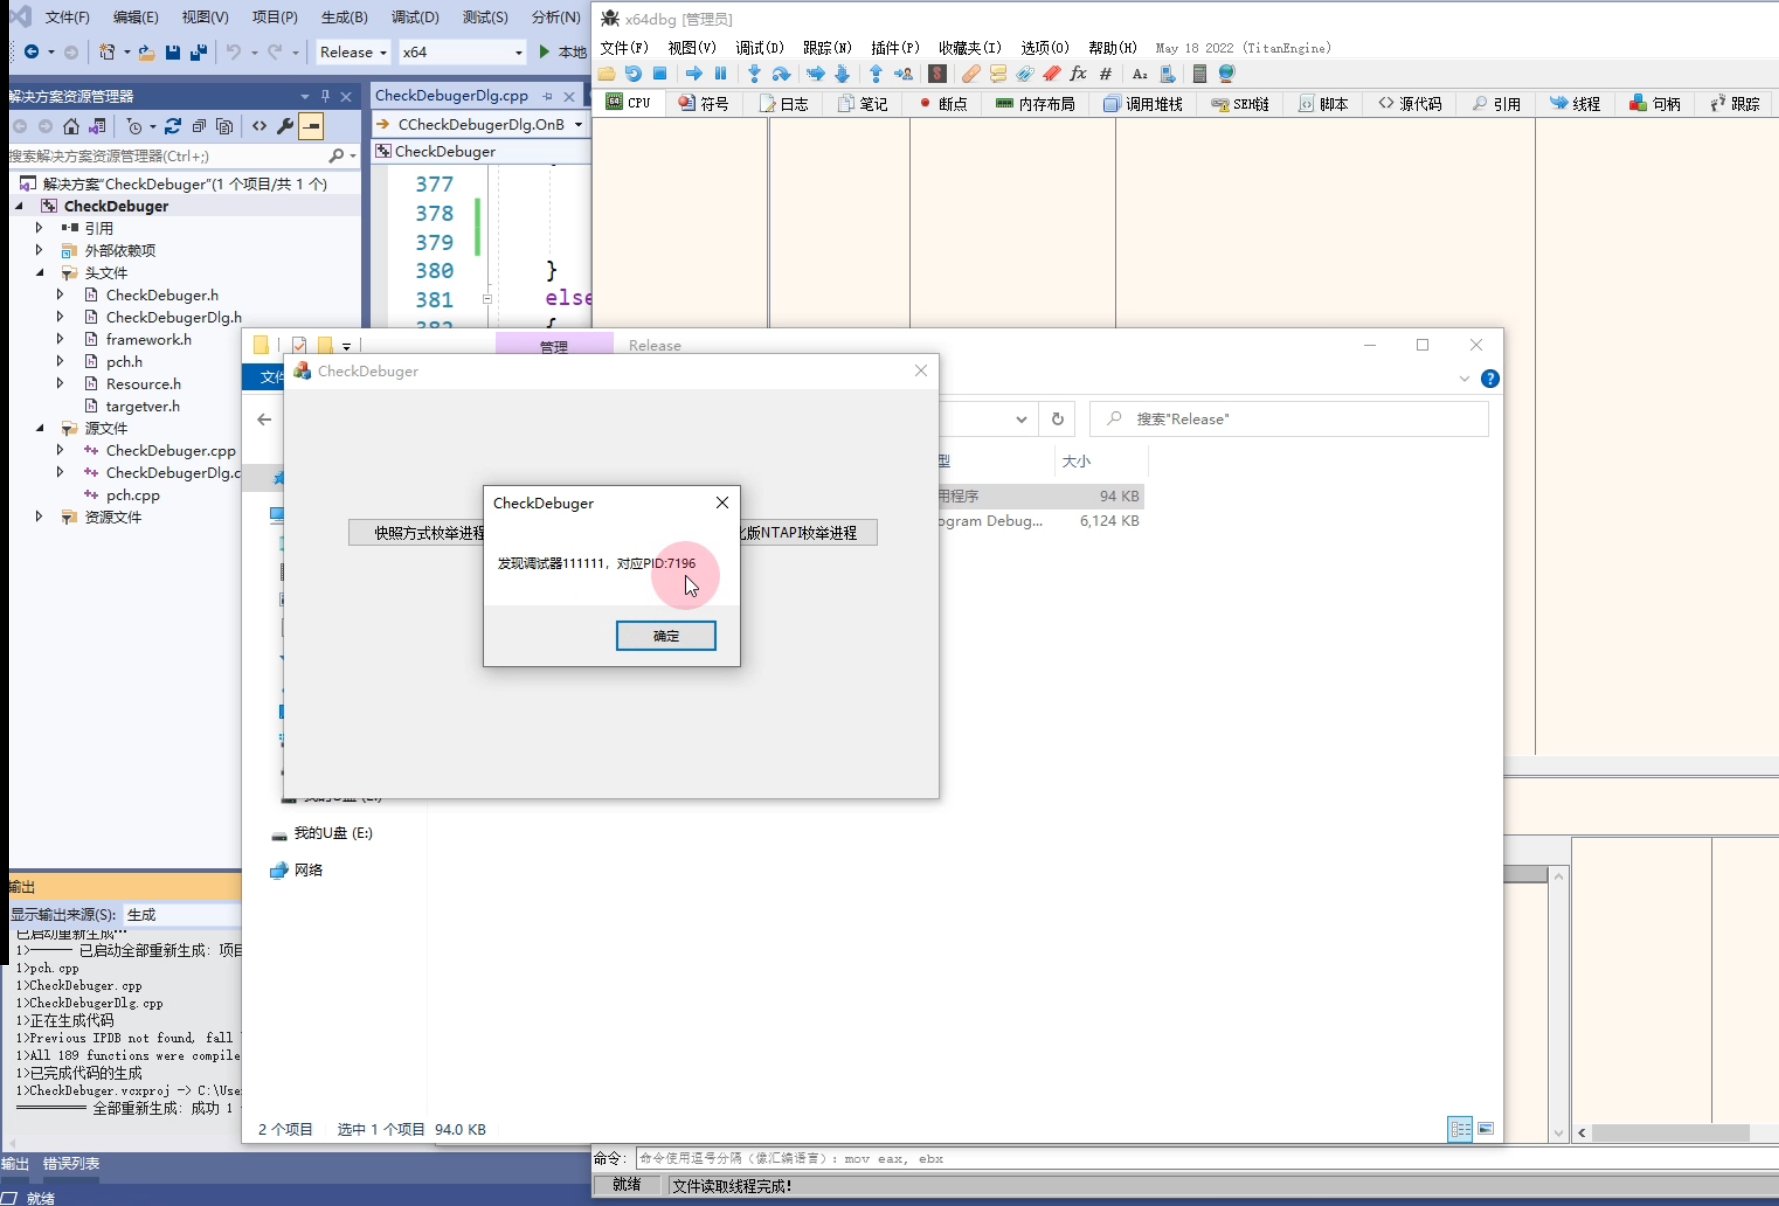 文件(F) 编辑(E) 视图(V) 项目(P) 生成(B) 调试(D) 测试(S) 分析(N)
Release x64 本地
解决方案资源管理器
搜索解决方案资源管理器(Ctrl+;)
解决方案"CheckDebuger"(1 个项目/共 1 个)
CheckDebuger
引用
外部依赖项
头文件
CheckDebuger.h
CheckDebugerDlg.h
framework.h
pch.h
Resource.h
targetver.h
源文件
CheckDebuger.cpp
CheckDebugerDlg.c
pch.cpp
资源文件
CheckDebugerDlg.cpp
CCheckDebugerDlg.OnB
CheckDebuger
377
378
379
380 }
381 else
382 {
x64dbg [管理员]
文件(F) 视图(V) 调试(D) 跟踪(N) 插件(P) 收藏夹(I) 选项(O) 帮助(H) May 18 2022 (TitanEngine)
CPU 符号 日志 笔记 断点 内存布局 调用堆栈 SEH链 脚本 源代码 引用 线程 句柄 跟踪
管理 Release
文件
搜索"Release"
型 大小
用程序 94 KB
ogram Debug... 6,124 KB
CheckDebuger
快照方式枚举进程
版NTAPI枚举进程
CheckDebuger
发现调试器111111，对应PID:7196
确定
我的U盘 (E:)
我的U盘 (E:)
网络
2 个项目 选中 1 个项目 94.0 KB
输出
显示输出来源(S): 生成
已启动重新生成…
1>—— 已启动全部重新生成: 项目
1>pch.cpp
1>CheckDebuger.cpp
1>CheckDebugerDlg.cpp
1>正在生成代码
1>Previous IPDB not found, fall
1>All 189 functions were compile
1>已完成代码的生成
1>CheckDebuger.vcxproj -> C:\Use
======== 全部重新生成: 成功 1
输出 错误列表
就绪
命令: 命令使用逗号分隔（像汇编语言）: mov eax, ebx
就绪 文件读取线程完成!